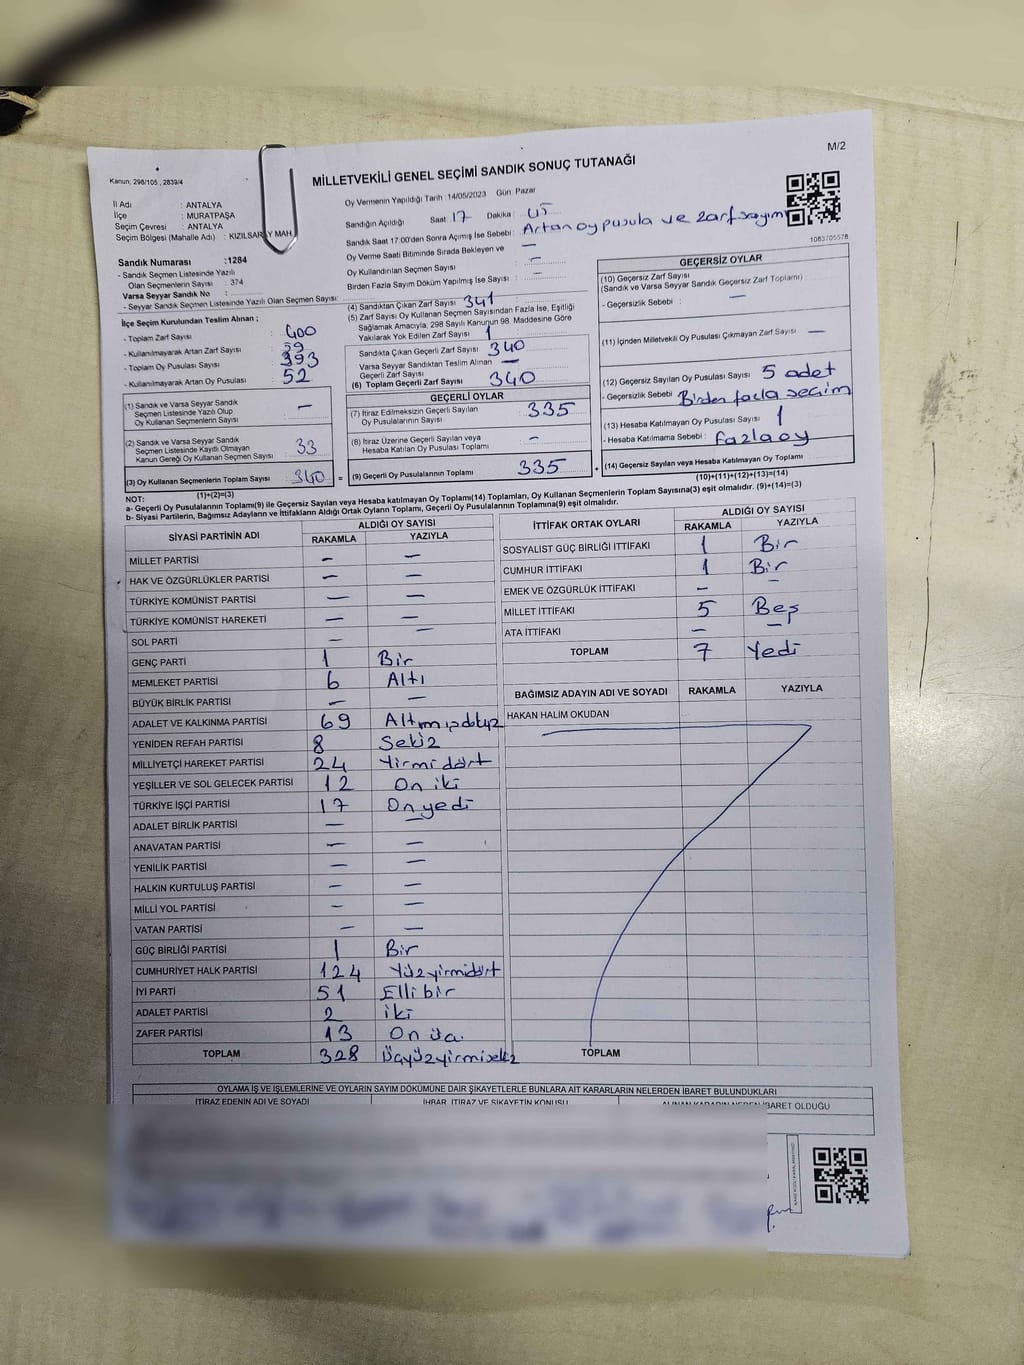 M/2
Kanun; 298/105 , 2839/4
MİLLETVEKİLİ GENEL SEÇİMİ SANDIK SONUÇ TUTANAĞI
İl Adı : ANTALYA
İlçe : MURATPAŞA
Seçim Çevresi : ANTALYA
Seçim Bölgesi (Mahalle Adı) : KIZILSARAY MAH.
Oy Vermenin Yapıldığı Tarih : 14/05/2023 Gün: Pazar
Sandığın Açıldığı Saat 17 Dakika :
Sandık Saat 17:00'den Sonra Açımış İse Sebebi : Artan oy pusula ve zarf sayım
Oy Verme Saati Bitiminde Sırada Bekleyen ve
Oy Kullandırılan Seçmen Sayısı : —
Birden Fazla Sayım Döküm Yapılmış İse Sayısı : —
1083705578
Sandık Numarası :1284
- Sandık Seçmen Listesinde Yazılı
Olan Seçmenlerin Sayısı : 374
Varsa Seyyar Sandık No :
- Seyyar Sandık Seçmen Listesinde Yazılı Olan Seçmen Sayısı:
İlçe Seçim Kurulundan Teslim Alınan ;
- Toplam Zarf Sayısı : 400
- Kullanılmayarak Artan Zarf Sayısı : 59
- Toplam Oy Pusulası Sayısı : 393
- Kullanılmayarak Artan Oy Pusulası : 52
(1) Sandık ve Varsa Seyyar Sandık
Seçmen Listesinde Yazılı Olup
Oy Kullanan Seçmenlerin Sayısı —
(2) Sandık ve Varsa Seyyar Sandık
Seçmen Listesinde Kayıtlı Olmayan
Kanun Gereği Oy Kullanan Seçmen Sayısı 33
(3) Oy Kullanan Seçmenlerin Toplam Sayısı 340
(4) Sandıktan Çıkan Zarf Sayısı 341
(5) Zarf Sayısı Oy Kullanan Seçmen Sayısından Fazla İse, Eşitliği
Sağlamak Amacıyla; 298 Sayılı Kanunun 98. Maddesine Göre
Yakılarak Yok Edilen Zarf Sayısı 1
Sandıkta Çıkan Geçerli Zarf Sayısı 340
Varsa Seyyar Sandıktan Teslim Alınan
Geçerli Zarf Sayısı —
(6) Toplam Geçerli Zarf Sayısı 340
GEÇERLİ OYLAR
(7) İtiraz Edilmeksizin Geçerli Sayılan
Oy Pusulalarının Toplamı 335
(8) İtiraz Üzerine Geçerli Sayılan veya
Hesaba Katılan Oy Pusulası Toplamı —
= (9) Geçerli Oy Pusulalarının Toplamı 335 +
GEÇERSİZ OYLAR
(10) Geçersiz Zarf Sayısı
(Sandık ve Varsa Seyyar Sandık Geçersiz Zarf Toplamı)
- Geçersizlik Sebebi : —
(11) İçinden Milletvekili Oy Pusulası Çıkmayan Zarf Sayısı —
(12) Geçersiz Sayılan Oy Pusulası Sayısı 5 adet
- Geçersizlik Sebebi : Birden fazla seçim
(13) Hesaba Katılmayan Oy Pusulası Sayısı 1
- Hesaba Katılmama Sebebi : fazla oy
(14) Geçersiz Sayılan veya Hesaba Katılmayan Oy Toplamı
(10)+(11)+(12)+(13)=(14)
NOT: (1)+(2)=(3)
a- Geçerli Oy Pusulalarının Toplam(9) ile Geçersiz Sayılan veya Hesaba katılmayan Oy Toplamı(14) Toplamları, Oy Kullanan Seçmenlerin Toplam Sayısına(3) eşit olmalıdır. (9)+(14)=(3)
b- Siyasi Partilerin, Bağımsız Adayların ve İttifakların Aldığı Ortak Oyların Toplamı, Geçerli Oy Pusulalarının Toplamına(9) eşit olmalıdır.
SİYASİ PARTİNİN ADI ALDIĞI OY SAYISI
RAKAMLA YAZIYLA
MİLLET PARTİSİ — —
HAK VE ÖZGÜRLÜKLER PARTİSİ — —
TÜRKİYE KOMÜNİST PARTİSİ — —
TÜRKİYE KOMÜNİST HAREKETİ — —
SOL PARTİ — —
GENÇ PARTİ 1 Bir
MEMLEKET PARTİSİ 6 Altı
BÜYÜK BİRLİK PARTİSİ — —
ADALET VE KALKINMA PARTİSİ 69 Altmışdokuz
YENİDEN REFAH PARTİSİ 8 Sekiz
MİLLİYETÇİ HAREKET PARTİSİ 24 Yirmi dört
YEŞİLLER VE SOL GELECEK PARTİSİ 12 On iki
TÜRKİYE İŞÇİ PARTİSİ 17 On yedi
ADALET BİRLİK PARTİSİ — —
ANAVATAN PARTİSİ — —
YENİLİK PARTİSİ — —
HALKIN KURTULUŞ PARTİSİ — —
MİLLİ YOL PARTİSİ — —
VATAN PARTİSİ — —
GÜÇ BİRLİĞİ PARTİSİ 1 Bir
CUMHURİYET HALK PARTİSİ 124 Yüzyirmidört
İYİ PARTİ 51 Ellibir
ADALET PARTİSİ 2 iki
ZAFER PARTİSİ 13 On üç
TOPLAM 328 Üçyüzyirmisekiz
İTTİFAK ORTAK OYLARI ALDIĞI OY SAYISI
RAKAMLA YAZIYLA
SOSYALİST GÜÇ BİRLİĞİ İTTİFAKI 1 Bir
CUMHUR İTTİFAKI 1 Bir
EMEK VE ÖZGÜRLÜK İTTİFAKI — —
MİLLET İTTİFAKI 5 Beş
ATA İTTİFAKI — —
TOPLAM 7 Yedi
BAĞIMSIZ ADAYIN ADI VE SOYADI RAKAMLA YAZIYLA
HAKAN HALİM OKUDAN
TOPLAM
OYLAMA İŞ VE İŞLEMLERİNE VE OYLARIN SAYIM DÖKÜMÜNE DAİR ŞİKAYETLERLE BUNLARA AİT KARARLARIN NELERDEN İBARET BULUNDUKLARI
İTİRAZ EDENİN ADI VE SOYADI İHBAR, İTİRAZ VE ŞİKAYETİN KONUSU ALINAN KARARIN NEDEN İBARET OLDUĞU